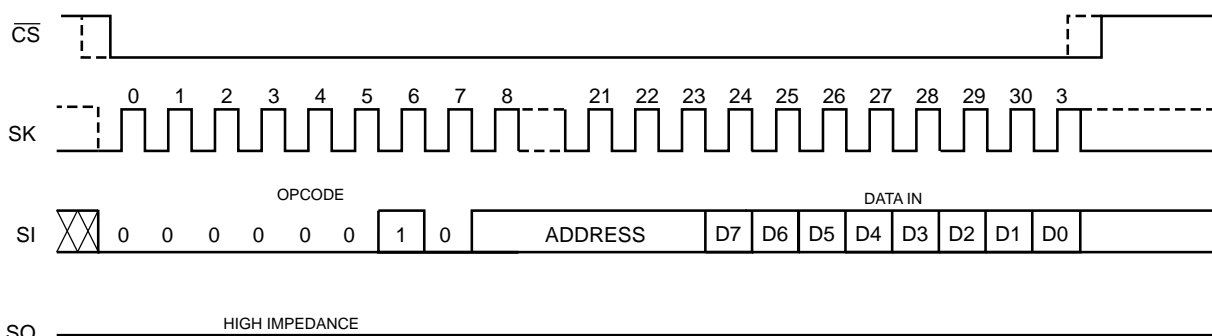 CS
0 1 2 3 4 5 6 7 8 21 22 23 24 25 26 27 28 29 30 3
SK
OPCODE DATA IN
SI 0 0 0 0 0 0 1 0 ADDRESS D7 D6 D5 D4 D3 D2 D1 D0
HIGH IMPEDANCE
SO